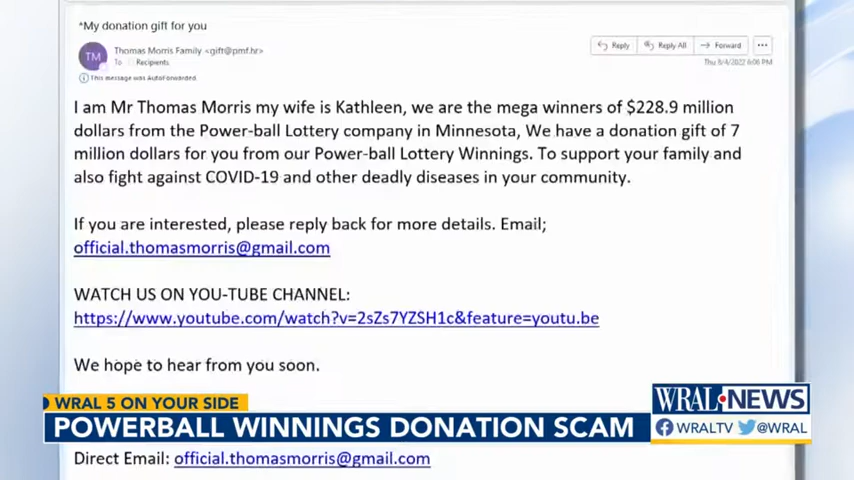 *My donation gift for you
TM
Thomas Morris Family <gift@pmf.hr>
To Recipients
This message was AutoForwarded
Reply Reply All Forward ...
Thu 8/4/2022 6:06 PM
I am Mr Thomas Morris my wife is Kathleen, we are the mega winners of $228.9 million
dollars from the Power-ball Lottery company in Minnesota, We have a donation gift of 7
million dollars for you from our Power-ball Lottery Winnings. To support your family and
also fight against COVID-19 and other deadly diseases in your community.
If you are interested, please reply back for more details. Email;
official.thomasmorris@gmail.com
WATCH US ON YOU-TUBE CHANNEL:
https://www.youtube.com/watch?v=2sZs7YZSH1c&feature=youtu.be
We hope to hear from you soon.
WRAL 5 ON YOUR SIDE
POWERBALL WINNINGS DONATION SCAM
WRAL NEWS
WRALTV @WRAL
Direct Email: official.thomasmorris@gmail.com